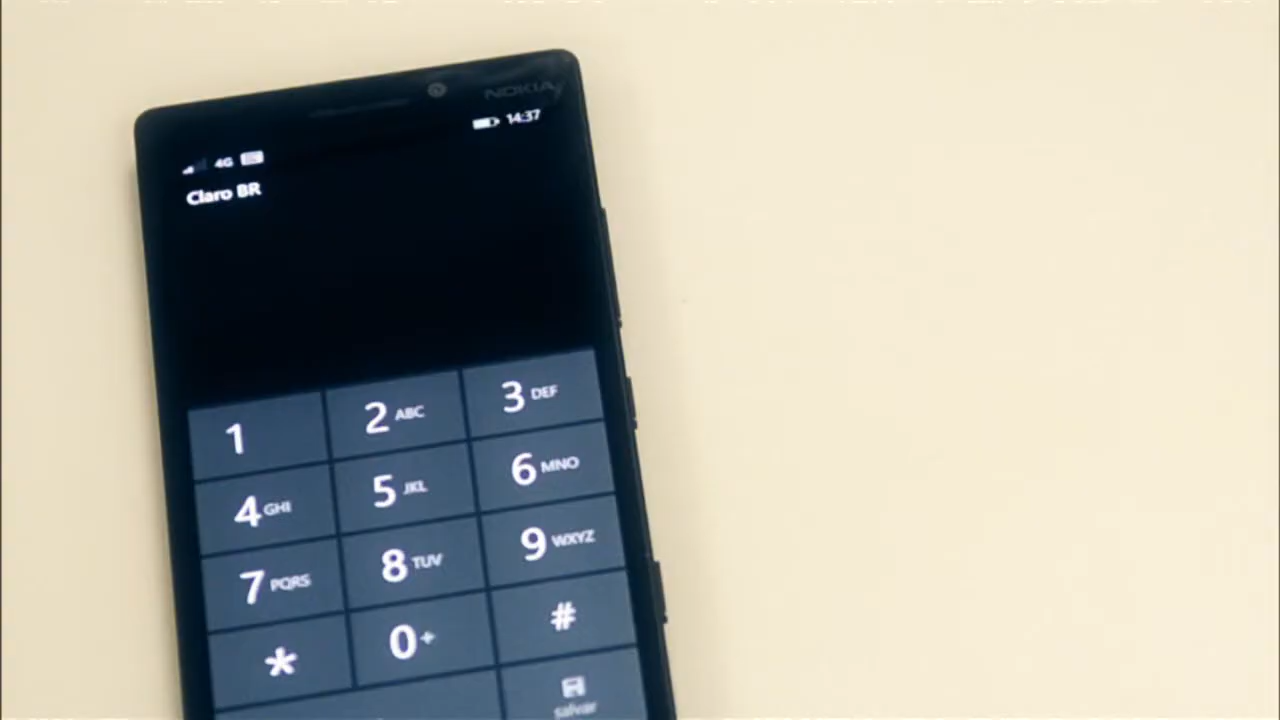 NOKIA
14:37
4G
Claro BR
1
2 ABC
3 DEF
4 GHI
5 JKL
6 MNO
7 PQRS
8 TUV
9 WXYZ
*
0 +
#
salvar